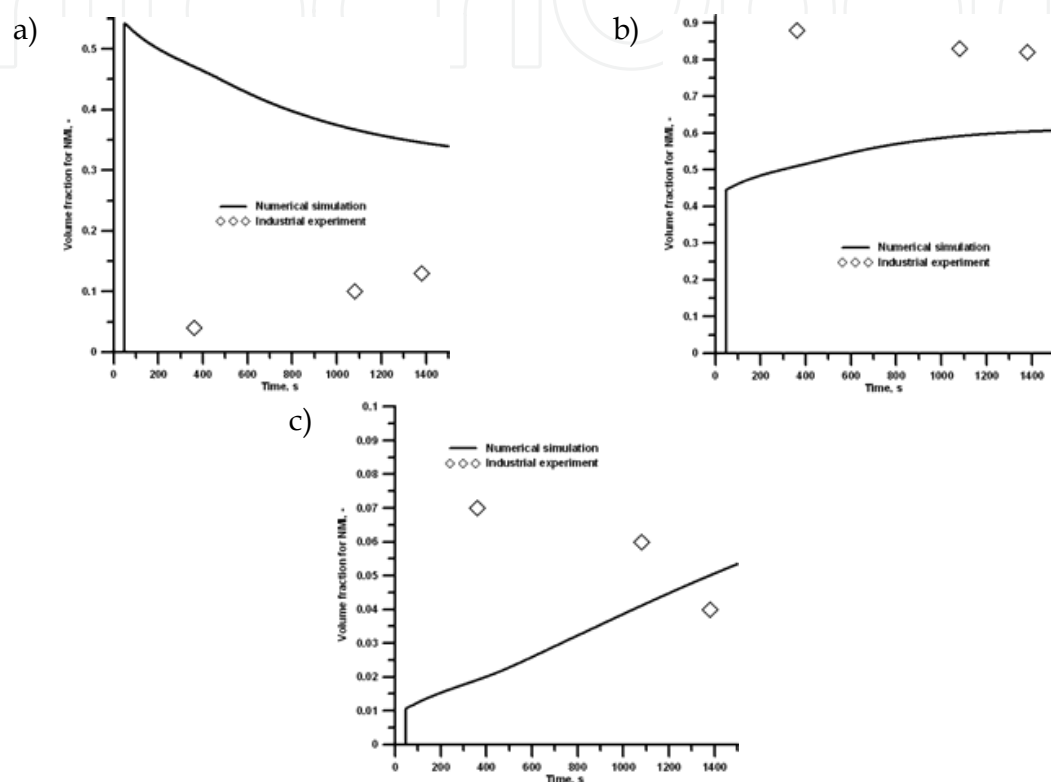 a)
Volume fraction for NMI, -
0.5
0.4
0.3
0.2
0.1
0
Numerical simulation
Industrial experiment
0 200 400 600 800 1000 1200 1400
Time, s
b)
Volume fraction for NMI, -
0.9
0.8
0.7
0.6
0.5
0.4
0.3
0.2
0.1
0
Numerical simulation
Industrial experiment
0 200 400 600 800 1000 1200 1400
Time, s
c)
Volume fraction for NMI, -
0.1
0.09
0.08
0.07
0.06
0.05
0.04
0.03
0.02
0.01
0
Numerical simulation
Industrial experiment
0 200 400 600 800 1000 1200 1400
Time, s